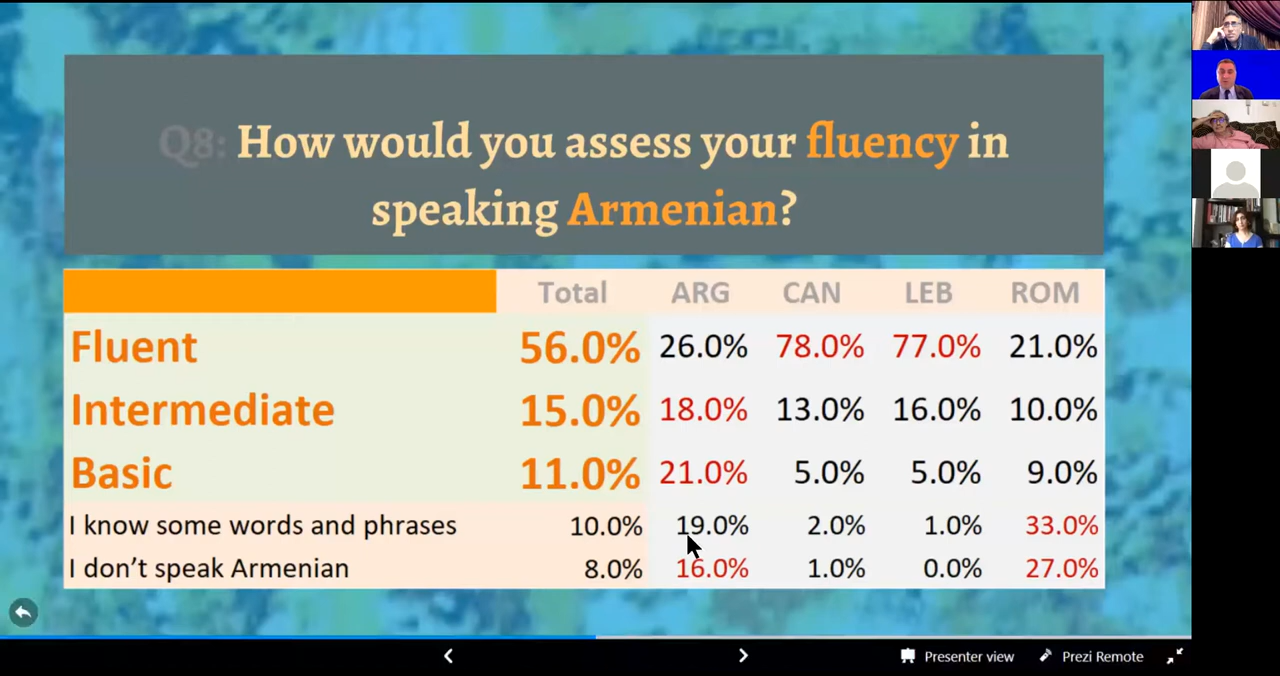 Q8: How would you assess your fluency in
speaking Armenian?
Total ARG CAN LEB ROM
Fluent 56.0% 26.0% 78.0% 77.0% 21.0%
Intermediate 15.0% 18.0% 13.0% 16.0% 10.0%
Basic 11.0% 21.0% 5.0% 5.0% 9.0%
I know some words and phrases 10.0% 19.0% 2.0% 1.0% 33.0%
I don’t speak Armenian 8.0% 16.0% 1.0% 0.0% 27.0%
Presenter view Prezi Remote